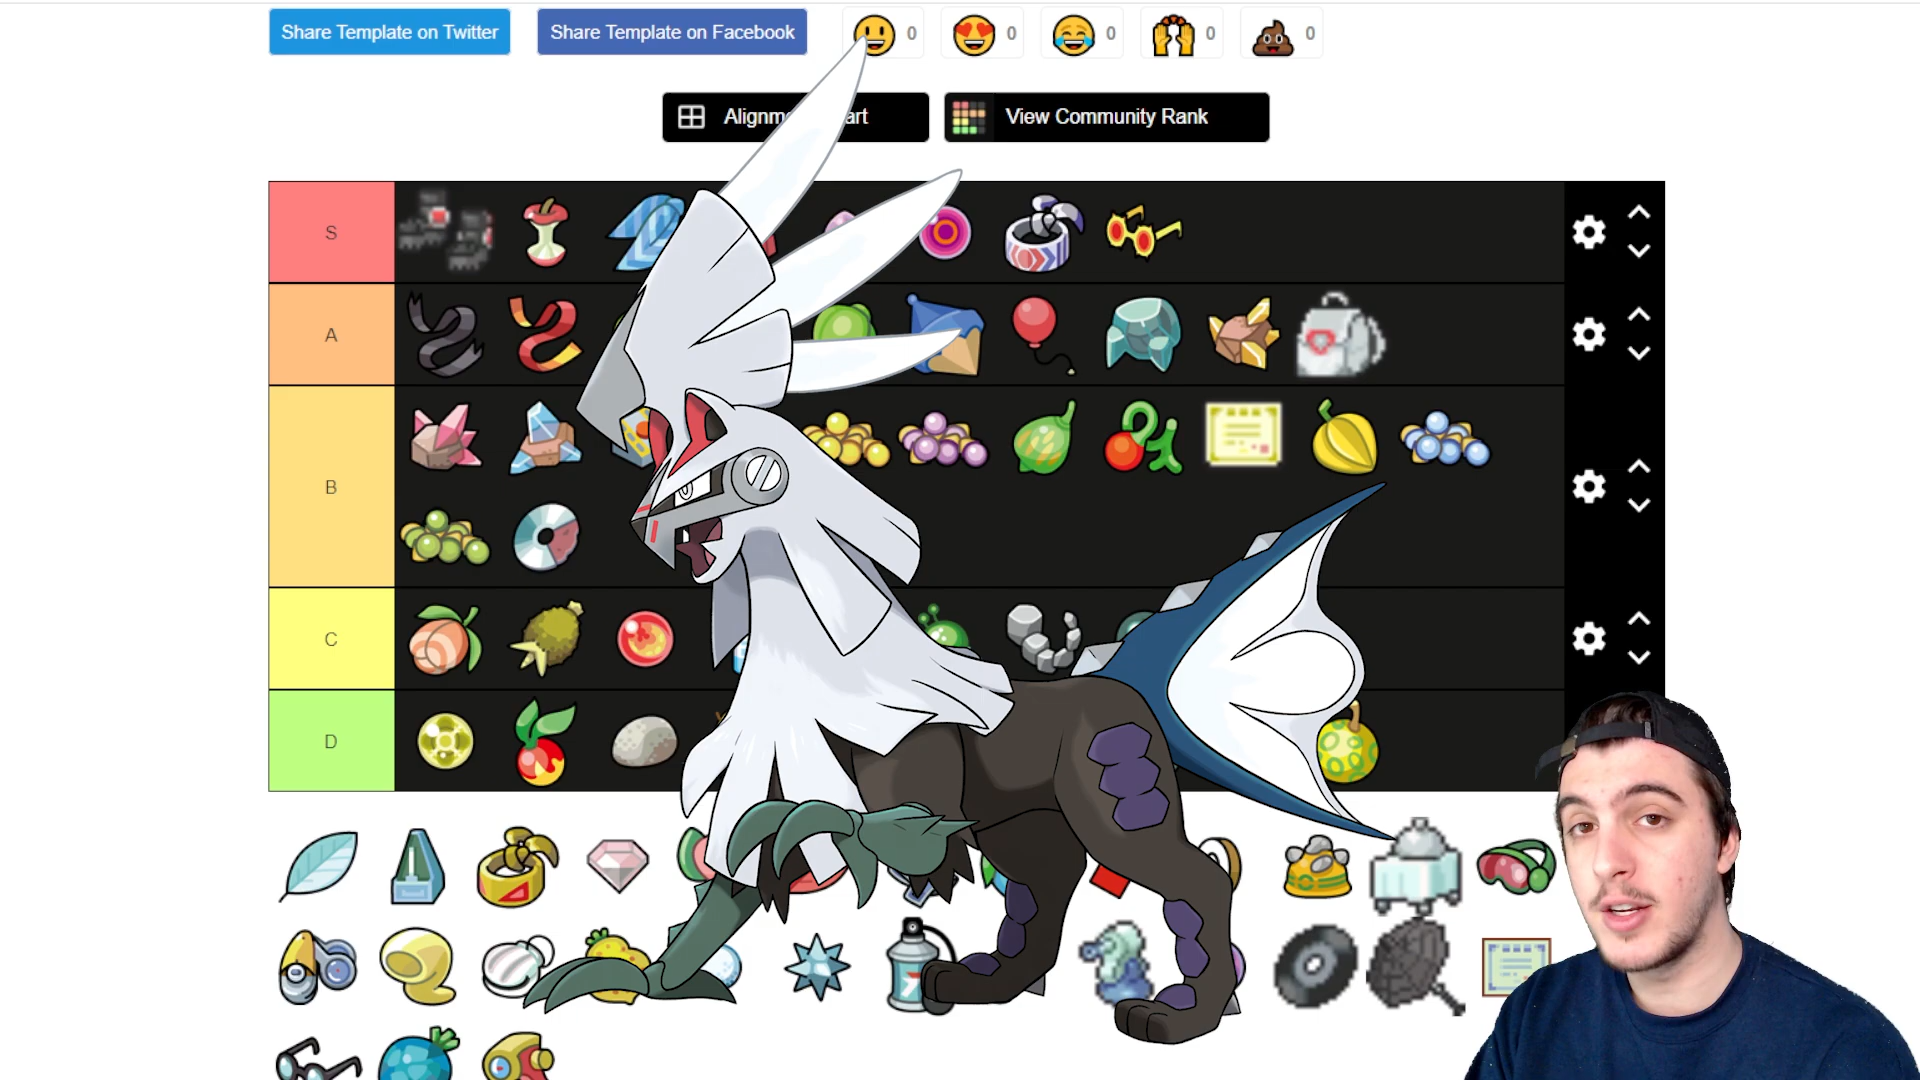 Share Template on Twitter
Share Template on Facebook
0
0
0
0
0
View Community Rank
S
A
B
C
D